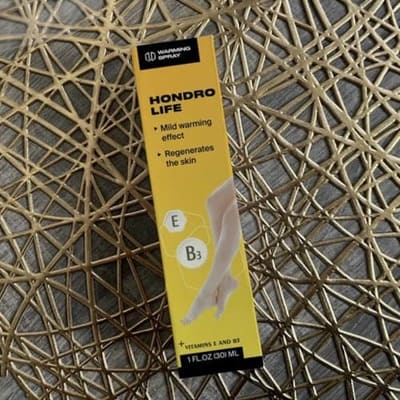 WARMING
SPRAY
HONDRO
LIFE
▸ Mild warming
effect
▸ Regenerates
the skin
E
B3
+ VITAMINS E AND B3
1 FL.OZ (30) ML